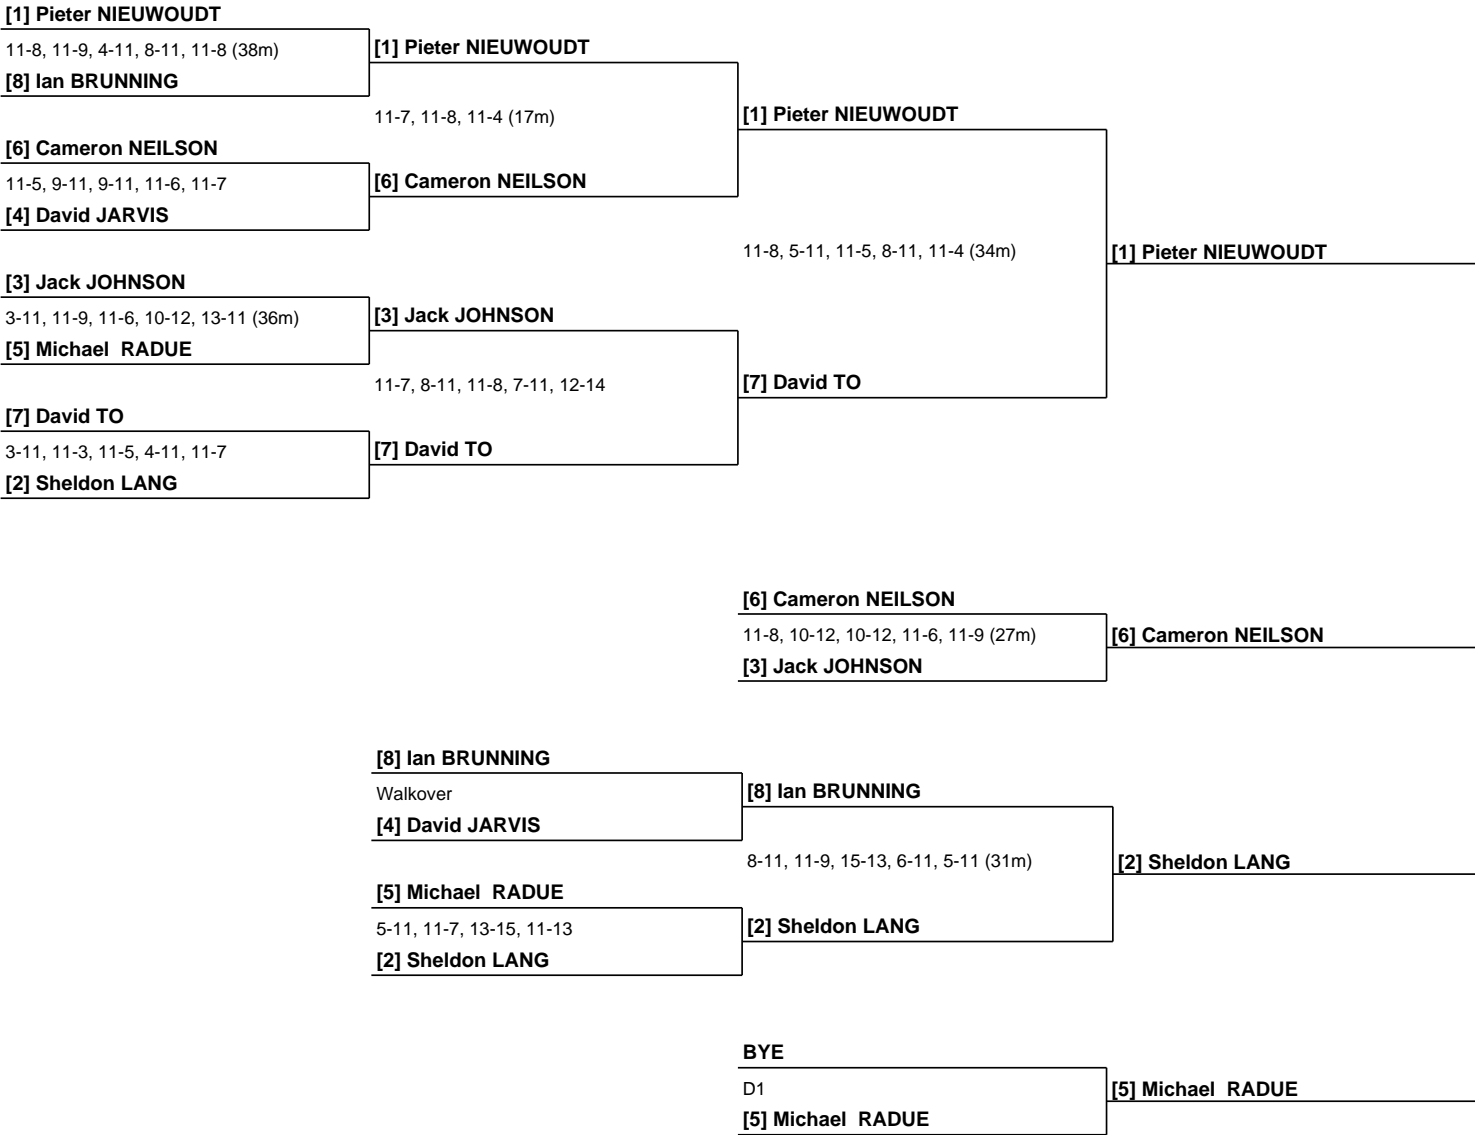 [1] Pieter NIEUWOUDT
11-8, 11-9, 4-11, 8-11, 11-8 (38m)
[1] Pieter NIEUWOUDT
[8] Ian BRUNNING
11-7, 11-8, 11-4 (17m)
[1] Pieter NIEUWOUDT
[6] Cameron NEILSON
11-5, 9-11, 9-11, 11-6, 11-7
[6] Cameron NEILSON
[4] David JARVIS
11-8, 5-11, 11-5, 8-11, 11-4 (34m)
[1] Pieter NIEUWOUDT
[3] Jack JOHNSON
3-11, 11-9, 11-6, 10-12, 13-11 (36m)
[3] Jack JOHNSON
[5] Michael  RADUE
11-7, 8-11, 11-8, 7-11, 12-14
[7] David TO
[7] David TO
3-11, 11-3, 11-5, 4-11, 11-7
[7] David TO
[2] Sheldon LANG
[6] Cameron NEILSON
11-8, 10-12, 10-12, 11-6, 11-9 (27m)
[6] Cameron NEILSON
[3] Jack JOHNSON
[8] Ian BRUNNING
Walkover
[8] Ian BRUNNING
[4] David JARVIS
8-11, 11-9, 15-13, 6-11, 5-11 (31m)
[2] Sheldon LANG
[5] Michael  RADUE
5-11, 11-7, 13-15, 11-13
[2] Sheldon LANG
[2] Sheldon LANG
BYE
D1
[5] Michael  RADUE
[5] Michael  RADUE